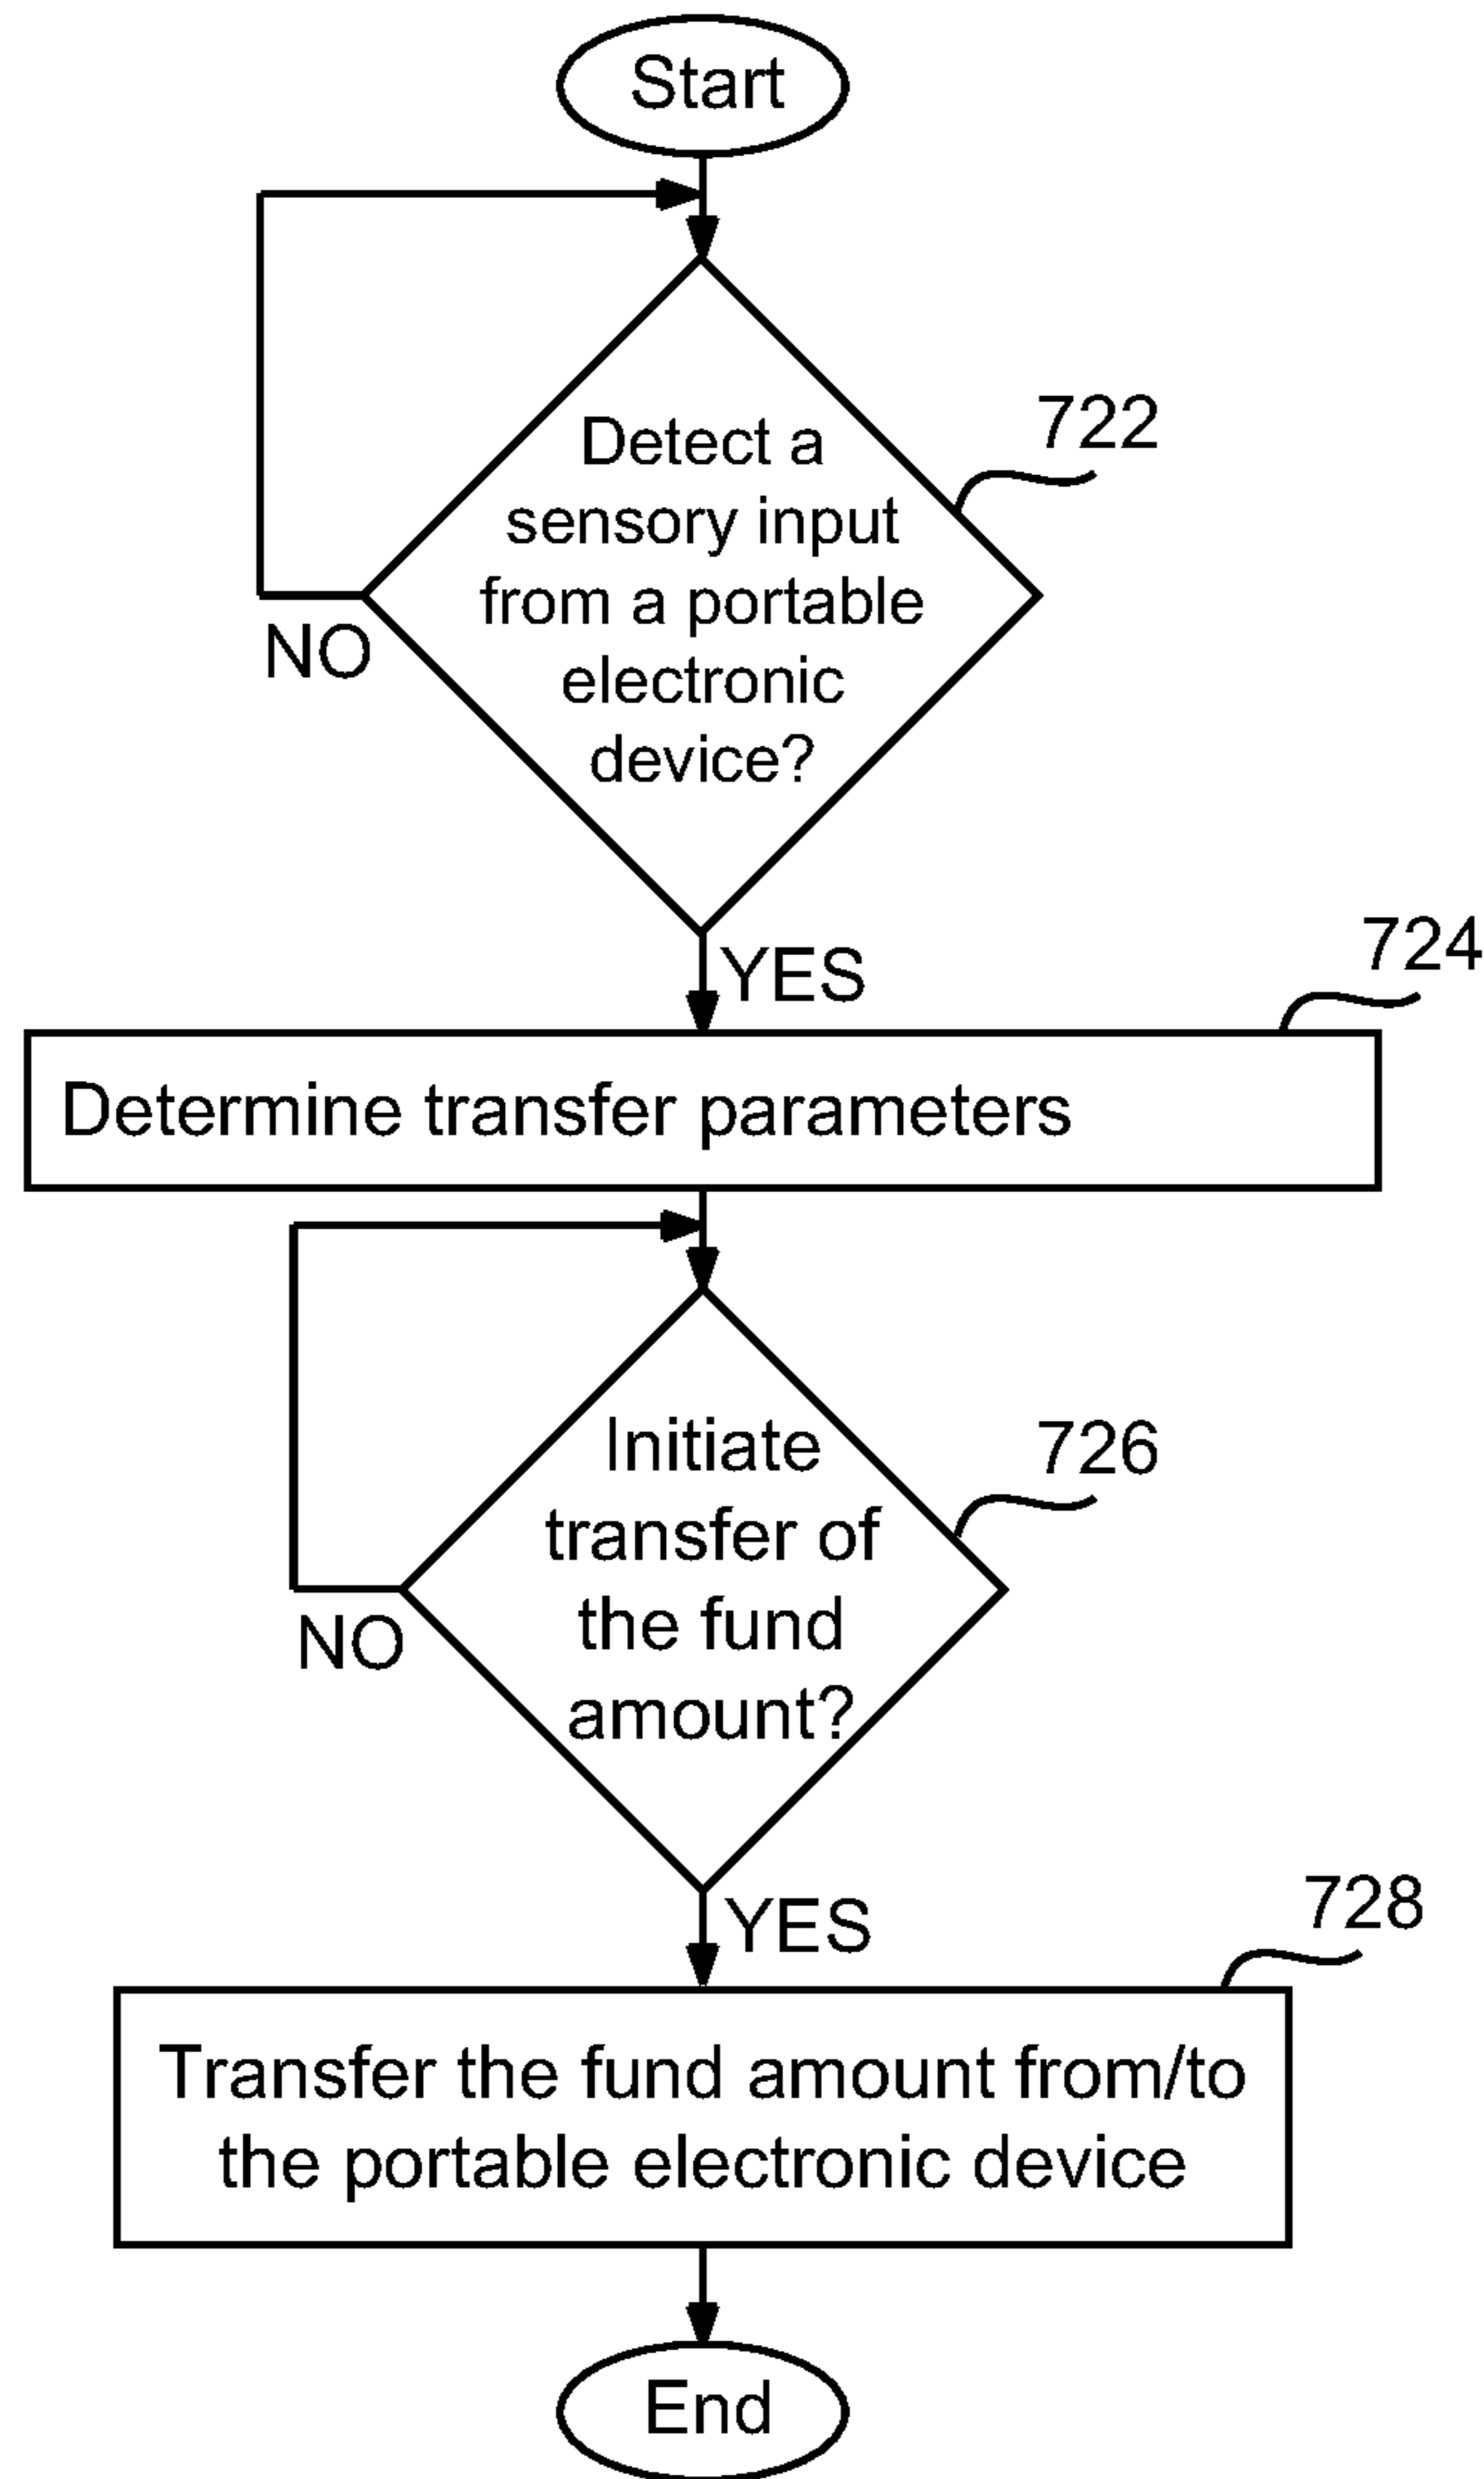 Start
722
Detect a
sensory input
from a portable
electronic
device?
NO
YES
724
Determine transfer parameters
726
Initiate
transfer of
the fund
amount?
NO
YES
728
Transfer the fund amount from/to
the portable electronic device
End